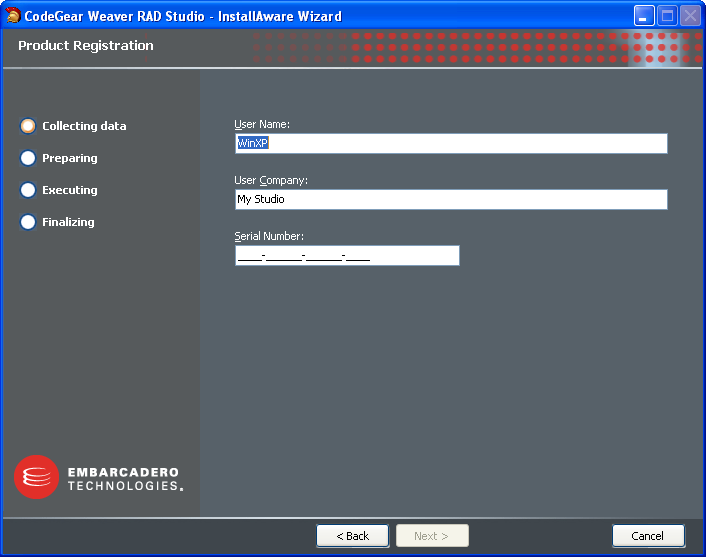 CodeGear Weaver RAD Studio - InstallAware Wizard
Product Registration
Collecting data
Preparing
Executing
Finalizing
User Name:
WinXP
User Company:
My Studio
Serial Number:
____-______-______-____
EMBARCADERO
TECHNOLOGIES.
< Back
Next >
Cancel